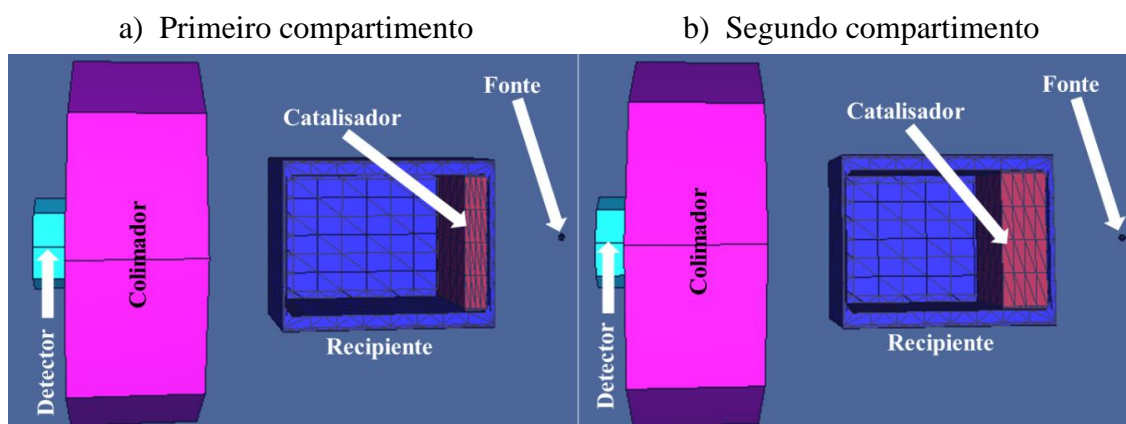 a) Primeiro compartimento
b) Segundo compartimento
Fonte
Catalisador
Colimador
Detector
Recipiente
Fonte
Catalisador
Colimador
Detector
Recipiente